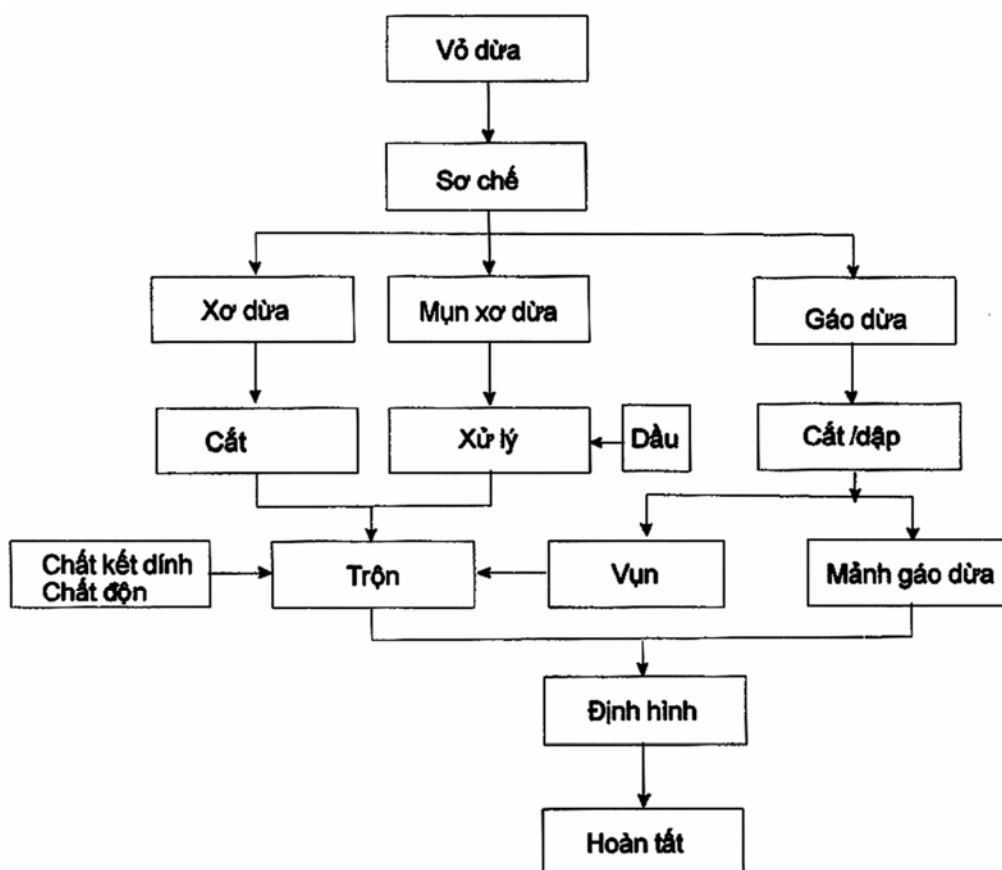 Vỏ dừa
Sơ chế
Xơ dừa
Mụn xơ dừa
Gáo dừa
Cắt
Xử lý
Dầu
Cắt /dập
Chất kết dính
Chất độn
Trộn
Vụn
Mảnh gáo dừa
Định hình
Hoàn tất